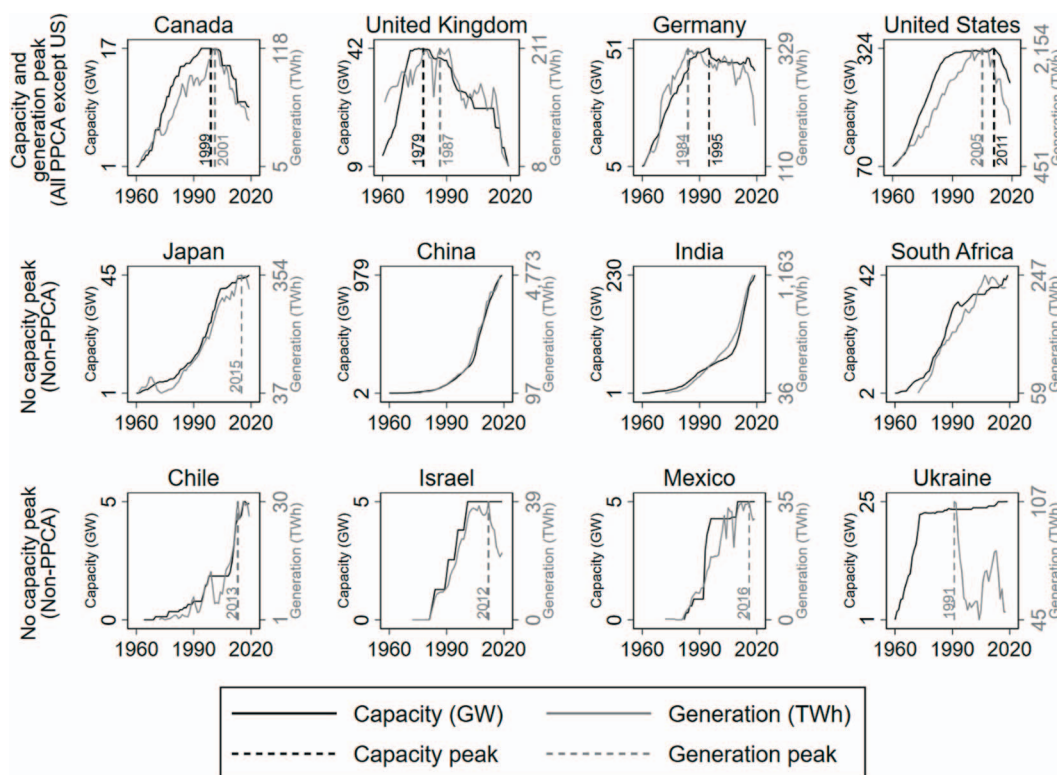 Capacity and
generation peak
(All PPCA except US)
Canada
Capacity (GW)
17
1
1999
2001
118
5
Generation (TWh)
1960 1990 2020
United Kingdom
Capacity (GW)
42
9
1979
1987
211
8
Generation (TWh)
1960 1990 2020
Germany
Capacity (GW)
51
5
1984
1995
329
110
Generation (TWh)
1960 1990 2020
United States
Capacity (GW)
324
70
2005
2011
2,154
451
Generation (TWh)
1960 1990 2020
No capacity peak
(Non-PPCA)
Japan
Capacity (GW)
45
1
2015
354
37
Generation (TWh)
1960 1990 2020
China
Capacity (GW)
979
2
4,773
97
Generation (TWh)
1960 1990 2020
India
Capacity (GW)
230
1
1,163
36
Generation (TWh)
1960 1990 2020
South Africa
Capacity (GW)
42
2
247
59
Generation (TWh)
1960 1990 2020
No capacity peak
(Non-PPCA)
Chile
Capacity (GW)
5
0
2013
30
1
Generation (TWh)
1960 1990 2020
Israel
Capacity (GW)
5
0
2012
39
0
Generation (TWh)
1960 1990 2020
Mexico
Capacity (GW)
5
0
2016
35
0
Generation (TWh)
1960 1990 2020
Ukraine
Capacity (GW)
25
1
1991
107
45
Generation (TWh)
1960 1990 2020
Capacity (GW) Generation (TWh)
Capacity peak Generation peak